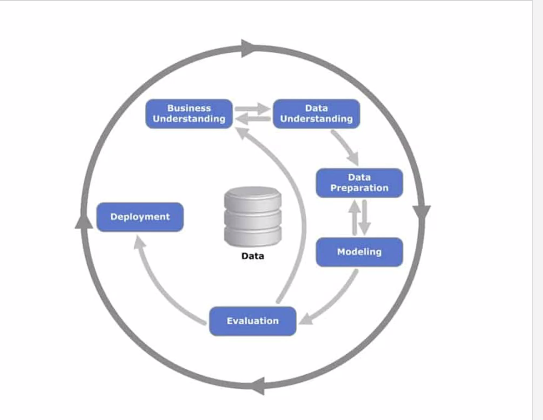 Business
Understanding
Data
Understanding
Data
Preparation
Deployment
Modeling
Data
Evaluation